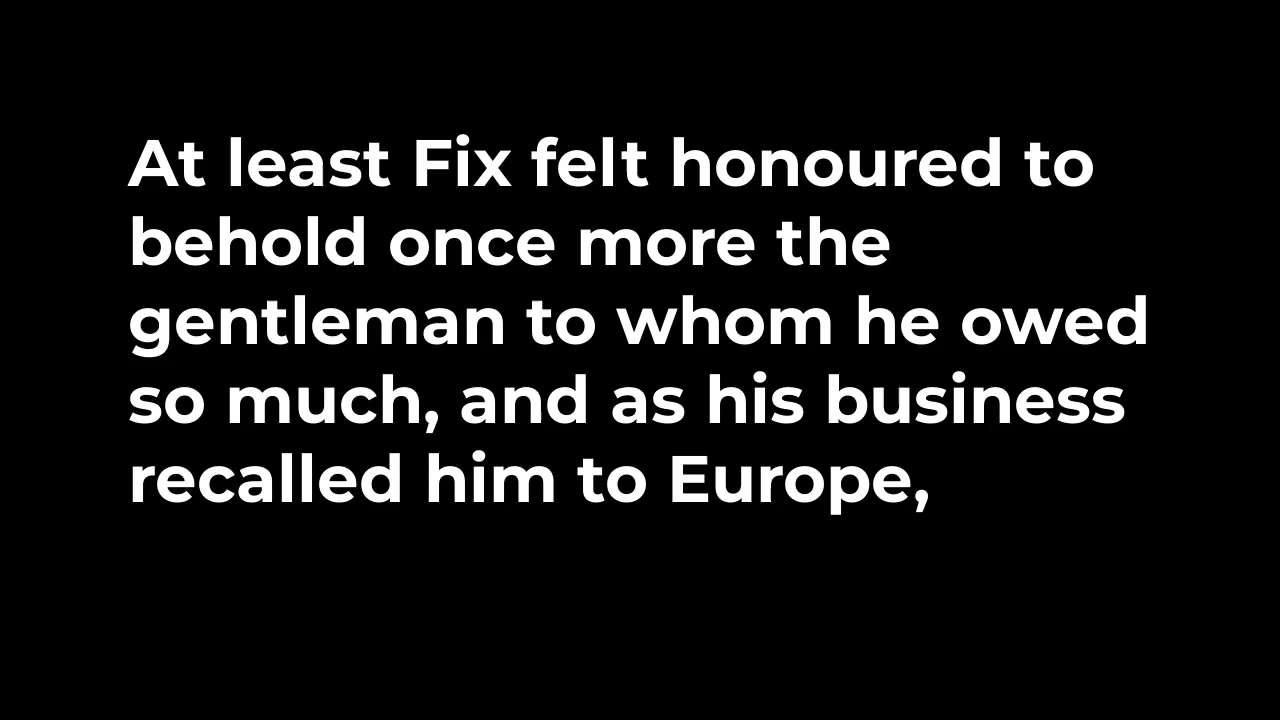 At least Fix felt honoured to
behold once more the
gentleman to whom he owed
so much, and as his business
recalled him to Europe,